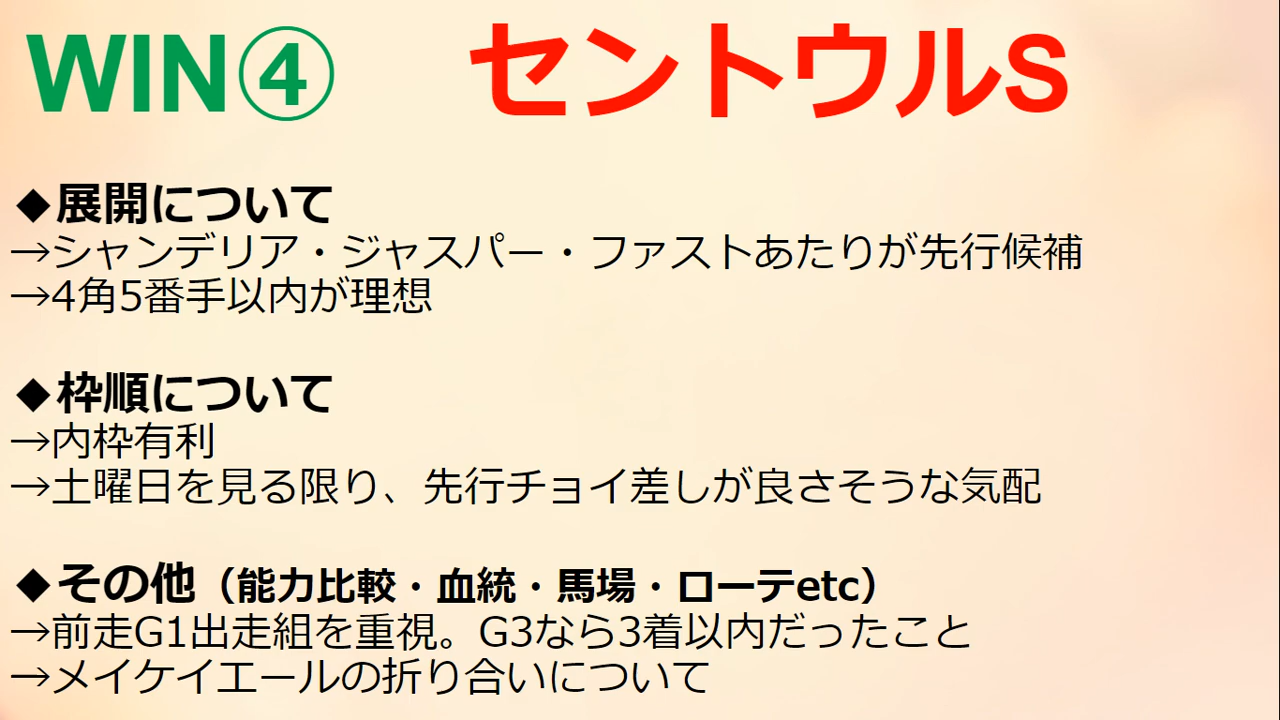 WIN④ セントウルS
◆展開について
→シャンデリア・ジャスパー・ファストあたりが先行候補
→4角5番手以内が理想
◆枠順について
→内枠有利
→土曜日を見る限り、先行チョイ差しが良さそうな気配
◆その他（能力比較・血統・馬場・ローテetc）
→前走G1出走組を重視。G3なら3着以内だったこと
→メイケイエールの折り合いについて